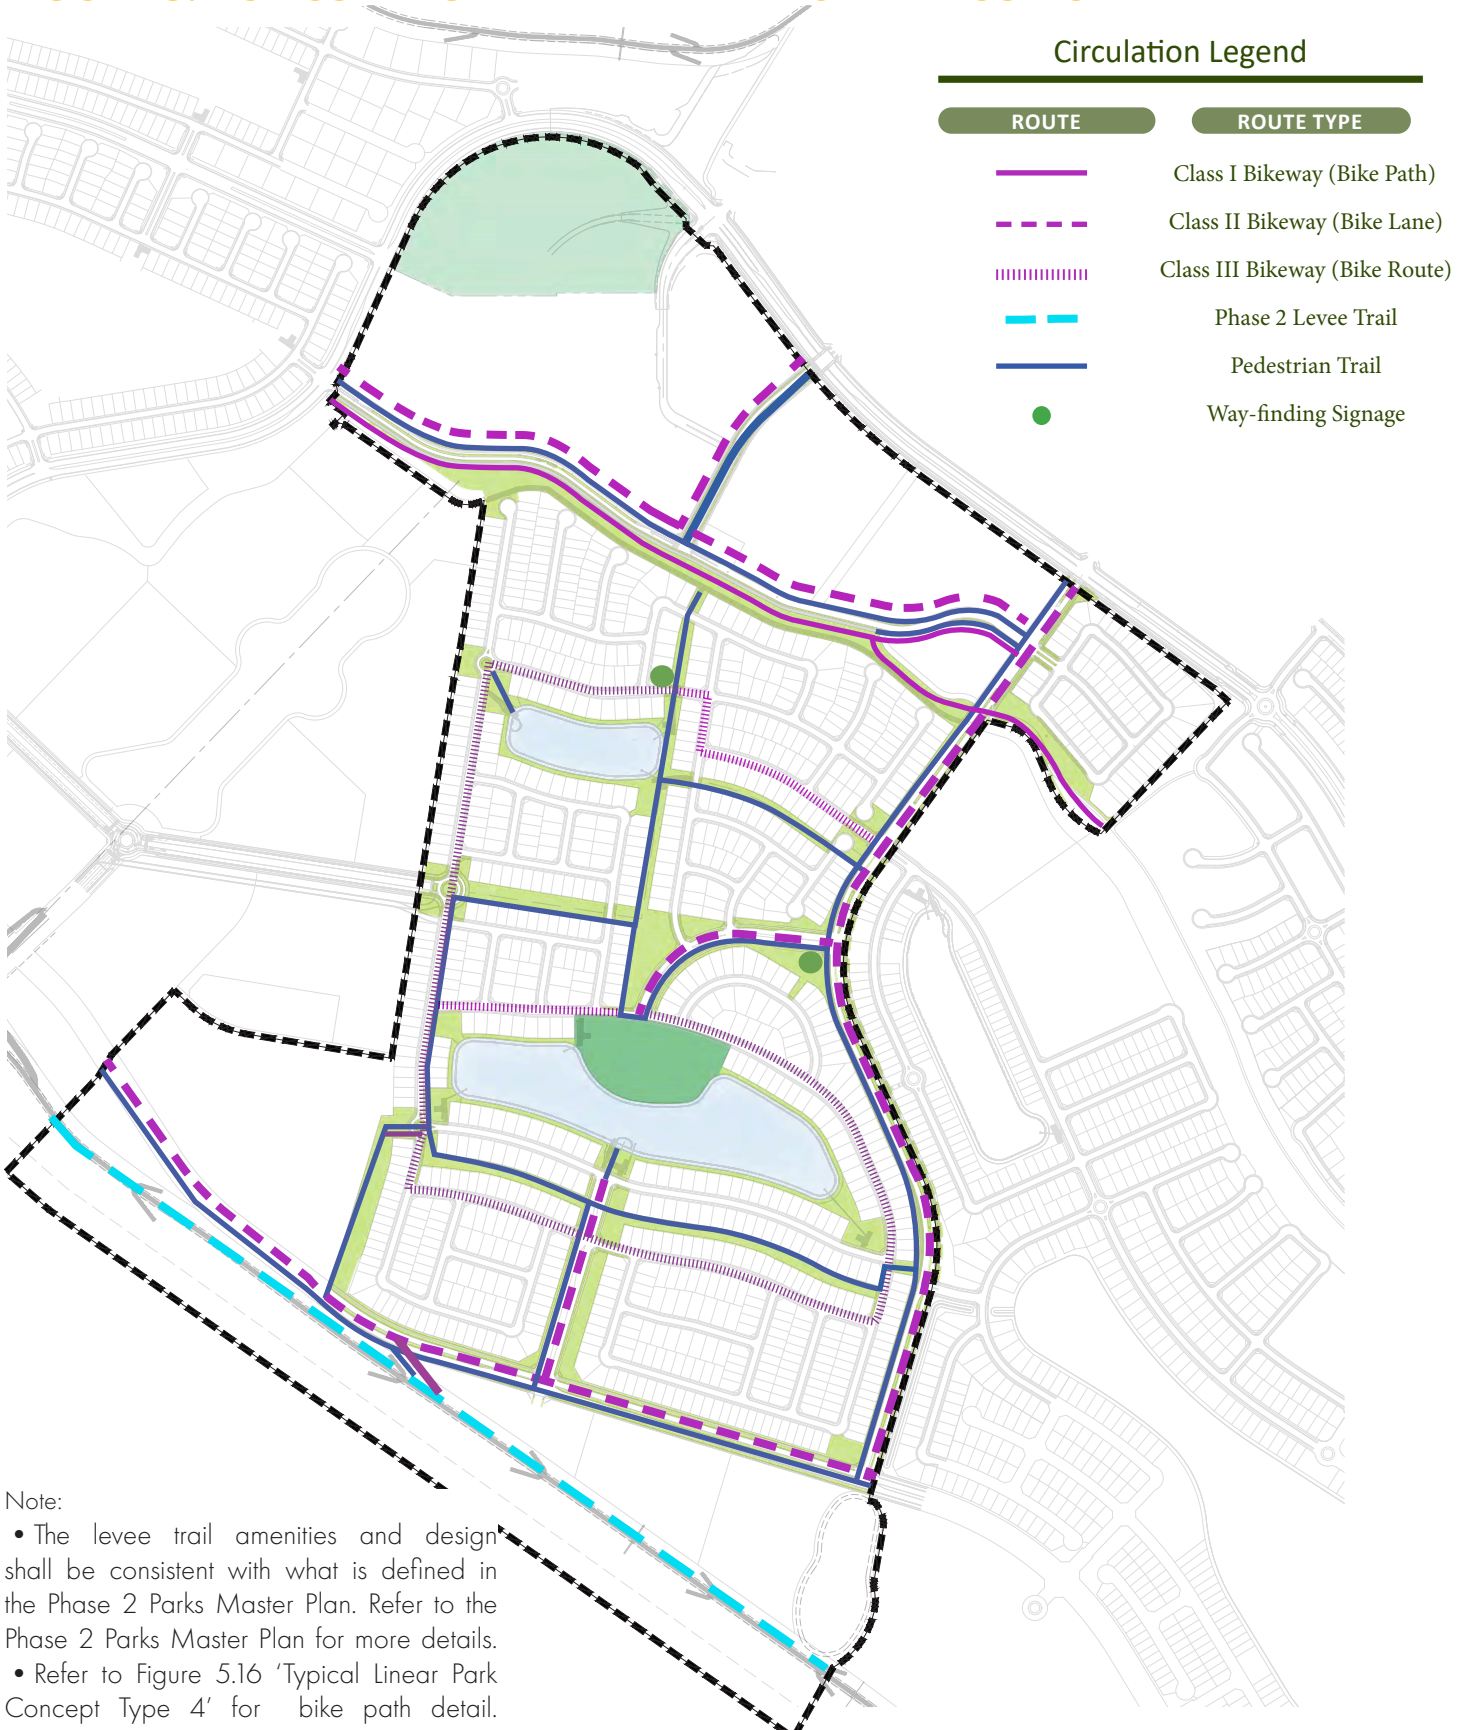 Circulation Legend
ROUTE
ROUTE TYPE
Class I Bikeway (Bike Path)
Class II Bikeway (Bike Lane)
Class III Bikeway (Bike Route)
Phase 2 Levee Trail
Pedestrian Trail
Way-finding Signage
Note:
• The levee trail amenities and design
shall be consistent with what is defined in
the Phase 2 Parks Master Plan. Refer to the
Phase 2 Parks Master Plan for more details.
• Refer to Figure 5.16 ‘Typical Linear Park
Concept Type 4’ for bike path detail.